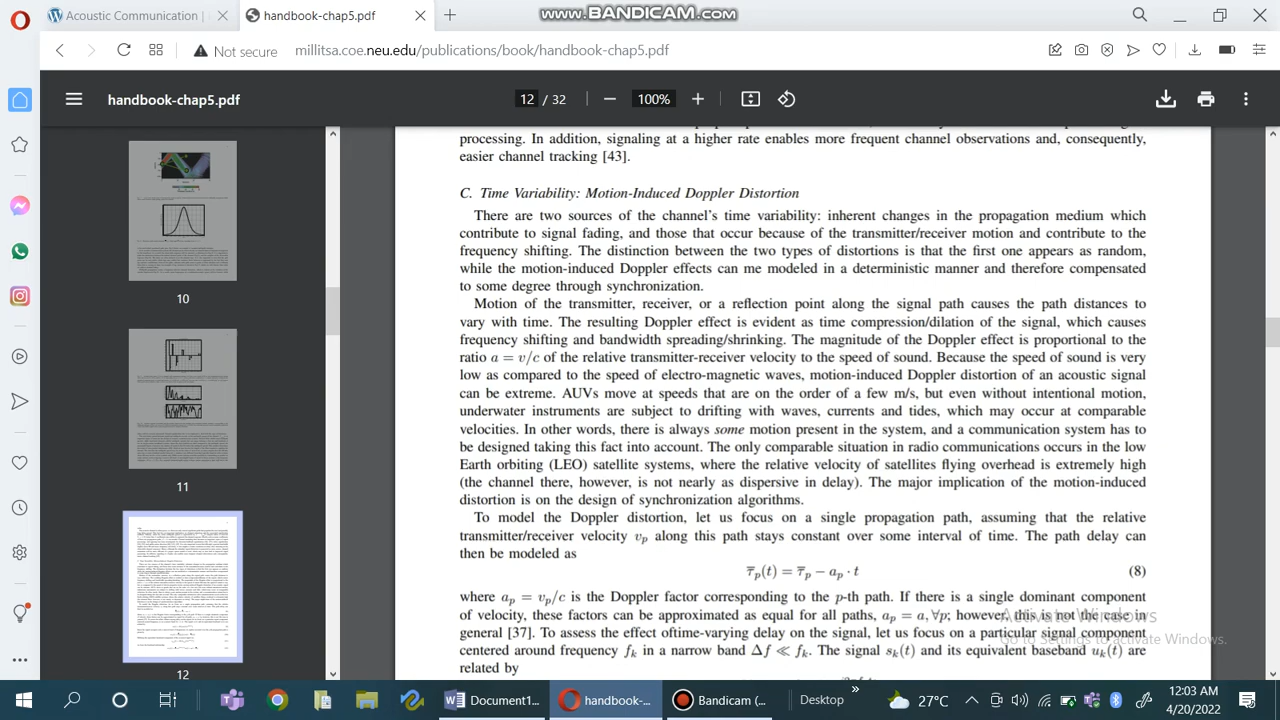 Acoustic Communication |
handbook-chap5.pdf
WWW.BANDICAM.COM
Not secure
millitsa.coe.neu.edu/publications/book/handbook-chap5.pdf
handbook-chap5.pdf
12 / 32
100%
processing. In addition, signaling at a higher rate enables more frequent channel observations and, consequently,
easier channel tracking [43].
C. Time Variability: Motion-Induced Doppler Distortion
There are two sources of the channel's time variability: inherent changes in the propagation medium which
contribute to signal fading, and those that occur because of the transmitter/receiver motion and contribute to the
frequency shifting. The distinction between the two types of distortions is that the first one appears as random,
while the motion-induced Doppler effects can me modeled in a deterministic manner and therefore compensated
to some degree through synchronization.
Motion of the transmitter, receiver, or a reflection point along the signal path causes the path distances to
vary with time. The resulting Doppler effect is evident as time compression/dilation of the signal, which causes
frequency shifting and bandwidth spreading/shrinking. The magnitude of the Doppler effect is proportional to the
ratio a = v/c of the relative transmitter-receiver velocity to the speed of sound. Because the speed of sound is very
low as compared to the speed of electro-magnetic waves, motion-induced Doppler distortion of an acoustic signal
can be extreme. AUVs move at speeds that are on the order of a few m/s, but even without intentional motion,
underwater instruments are subject to drifting with waves, currents and tides, which may occur at comparable
velocities. In other words, there is always some motion present in the system, and a communication system has to
be designed taking this fact into account. The only comparable situation in radio communications occurs in the low
Earth orbiting (LEO) satellite systems, where the relative velocity of satellites flying overhead is extremely high
(the channel there, however, is not nearly as dispersive in delay). The major implication of the motion-induced
distortion is on the design of synchronization algorithms.
To model the Doppler distortion, let us focus on a single propagation path, assuming that the relative
transmitter/receiver velocity v_p along this path stays constant over some interval of time. The path delay can
then be modeled as
τ̅_p(t) = τ̅_p − a_p · t (8)
where a_p = v_p/c is the Doppler factor corresponding to the p-th path. If there is a single dominant component
of velocity, these factors can be approximated as equal for all paths, a_p = a, ∀p; however, this is not the case in
general [37]. To assess the effect oftime-varying delay on the signal, let us focus on a particular signal component
centered around frequency f_k in a narrow band Δf ≪ f_k. The signal s_k(t) and its equivalent baseband u_k(t) are
related by
Activate Windows
Go to Settings to activate Windows.
10
11
12
Document1...
handbook-...
Bandicam (...
Desktop
27°C
12:03 AM
4/20/2022